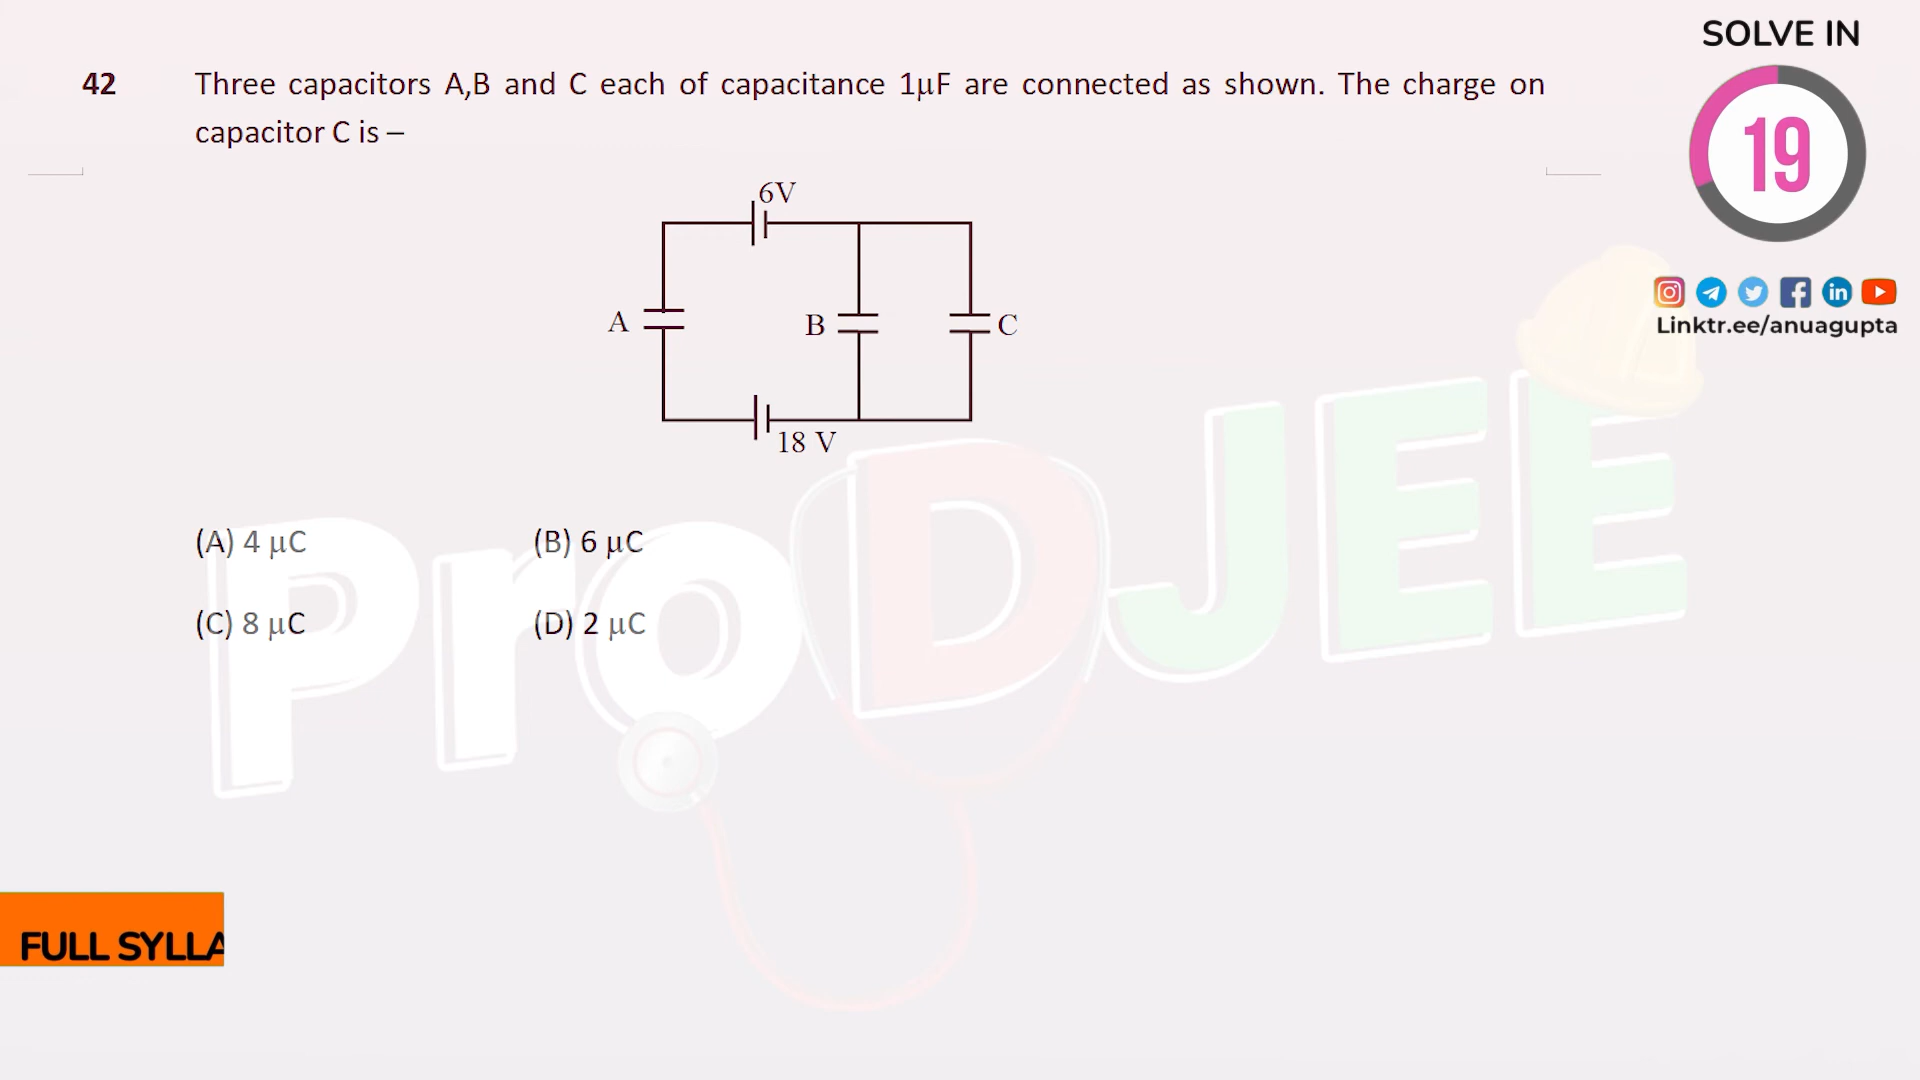 SOLVE IN
19
Linktr.ee/anuagupta
42 Three capacitors A,B and C each of capacitance 1µF are connected as shown. The charge on
capacitor C is –
6V
A
B
C
18 V
(A) 4 µC (B) 6 µC
(C) 8 µC (D) 2 µC
ProDJEE
FULL SYLLA